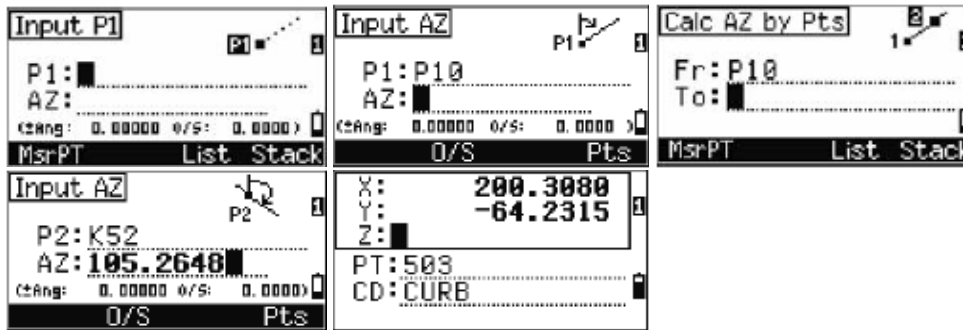 Input P1
P1 1
P1:
AZ:
(±Ang: 0.00000 O/S: 0.0000)
MsrPT List Stack
Input AZ
P1 1
P1:P10
AZ:
(±Ang: 0.00000 O/S: 0.0000 )
O/S Pts
Calc AZ by Pts
2
1
Fr:P10
To:
MsrPT List Stack
Input AZ
P2 1
P2:K52
AZ:105.2648
(±Ang: 0.00000 O/S: 0.0000)
O/S Pts
X: 200.3080
Y: -64.2315 1
Z:
PT:503
CD:CURB